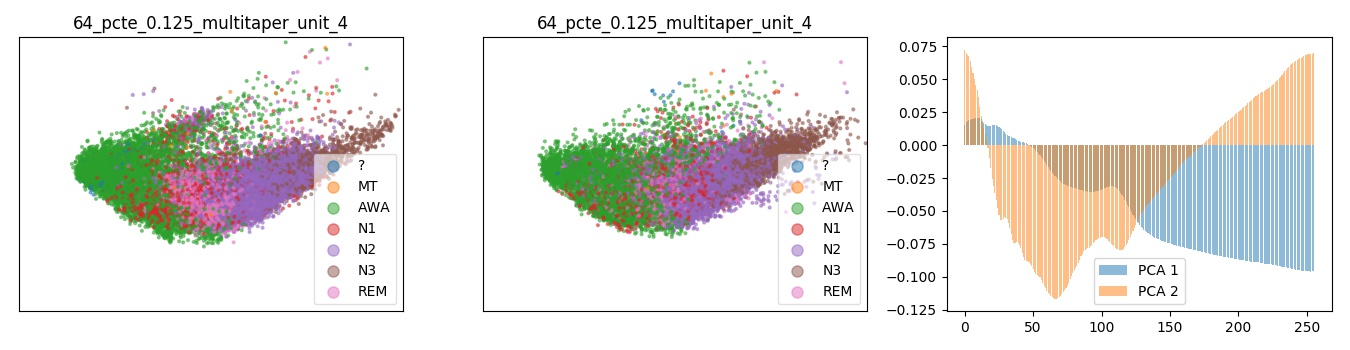 64_pcte_0.125_multitaper_unit_4
?
MT
AWA
N1
N2
N3
REM
64_pcte_0.125_multitaper_unit_4
?
MT
AWA
N1
N2
N3
REM
0.075
0.050
0.025
0.000
−0.025
−0.050
−0.075
−0.100
−0.125
PCA 1
PCA 2
0 50 100 150 200 250